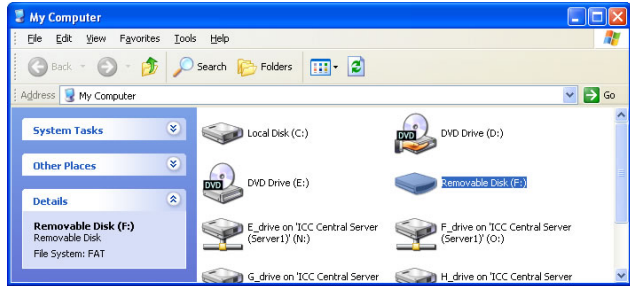 My Computer
File Edit View Favorites Tools Help
Back Search Folders
Address My Computer Go
System Tasks
Other Places
Details
Removable Disk (F:)
Removable Disk
File System: FAT
Local Disk (C:)
DVD Drive (D:)
DVD
DVD Drive (E:)
DVD
Removable Disk (F:)
E_drive on 'ICC Central Server
(Server1)' (N:)
F_drive on 'ICC Central Server
(Server1)' (O:)
G_drive on 'ICC Central Server
H_drive on 'ICC Central Server